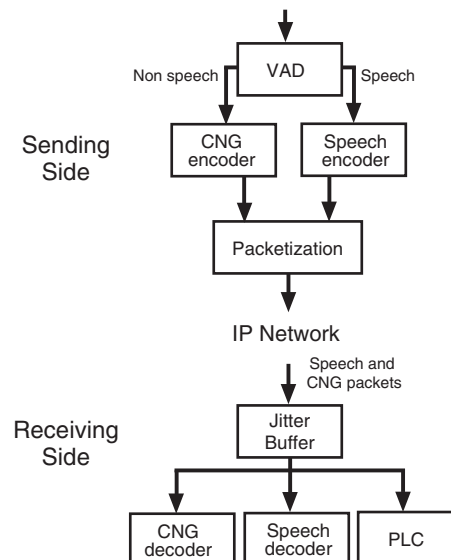 VAD
Non speech
Speech
Sending
Side
CNG
encoder
Speech
encoder
Packetization
IP Network
Speech and
CNG packets
Receiving
Side
Jitter
Buffer
CNG
decoder
Speech
decoder
PLC